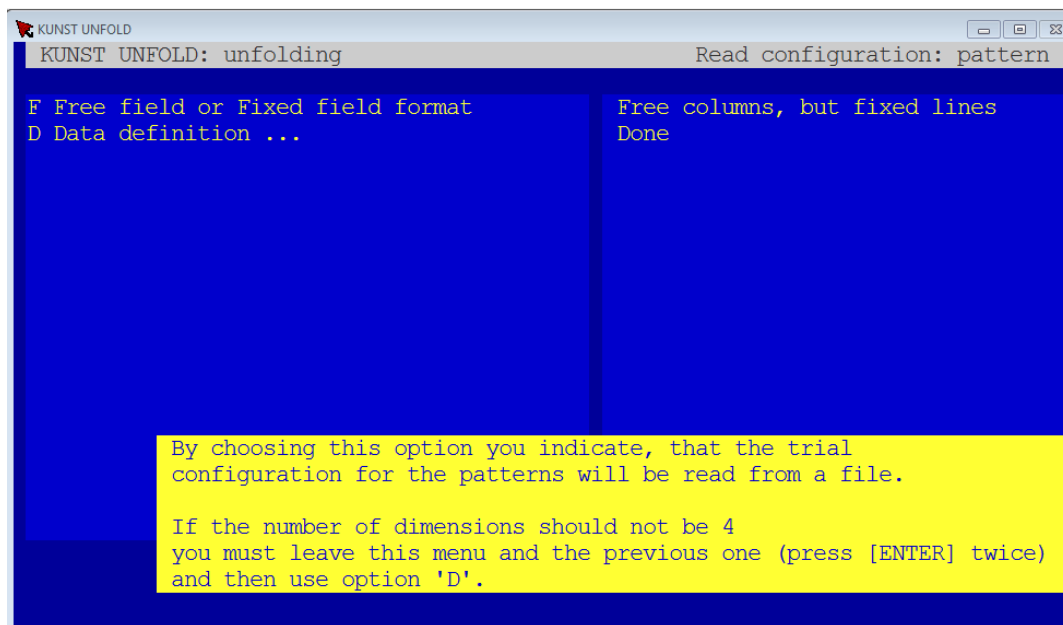 KUNST UNFOLD
KUNST UNFOLD: unfolding Read configuration: pattern
F Free field or Fixed field format Free columns, but fixed lines
D Data definition ... Done
By choosing this option you indicate, that the trial
configuration for the patterns will be read from a file.
If the number of dimensions should not be 4
you must leave this menu and the previous one (press [ENTER] twice)
and then use option 'D'.